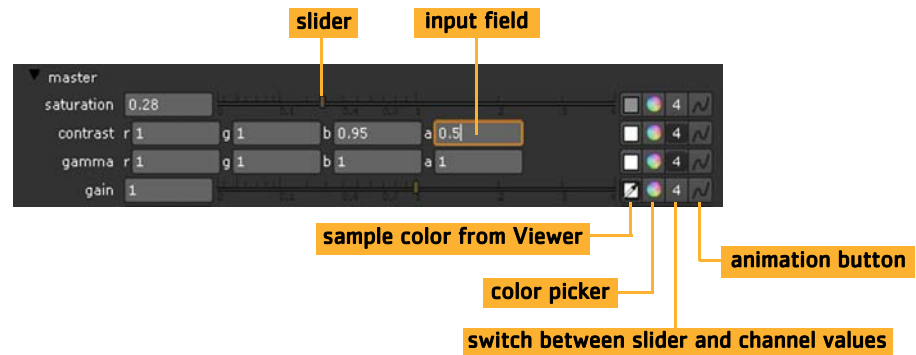 slider input field
master
saturation 0.28 4
contrast r 1 g 1 b 0.95 a 0.5 4
gamma r 1 g 1 b 1 a 1 4
gain 1 4
sample color from Viewer
animation button
color picker
switch between slider and channel values